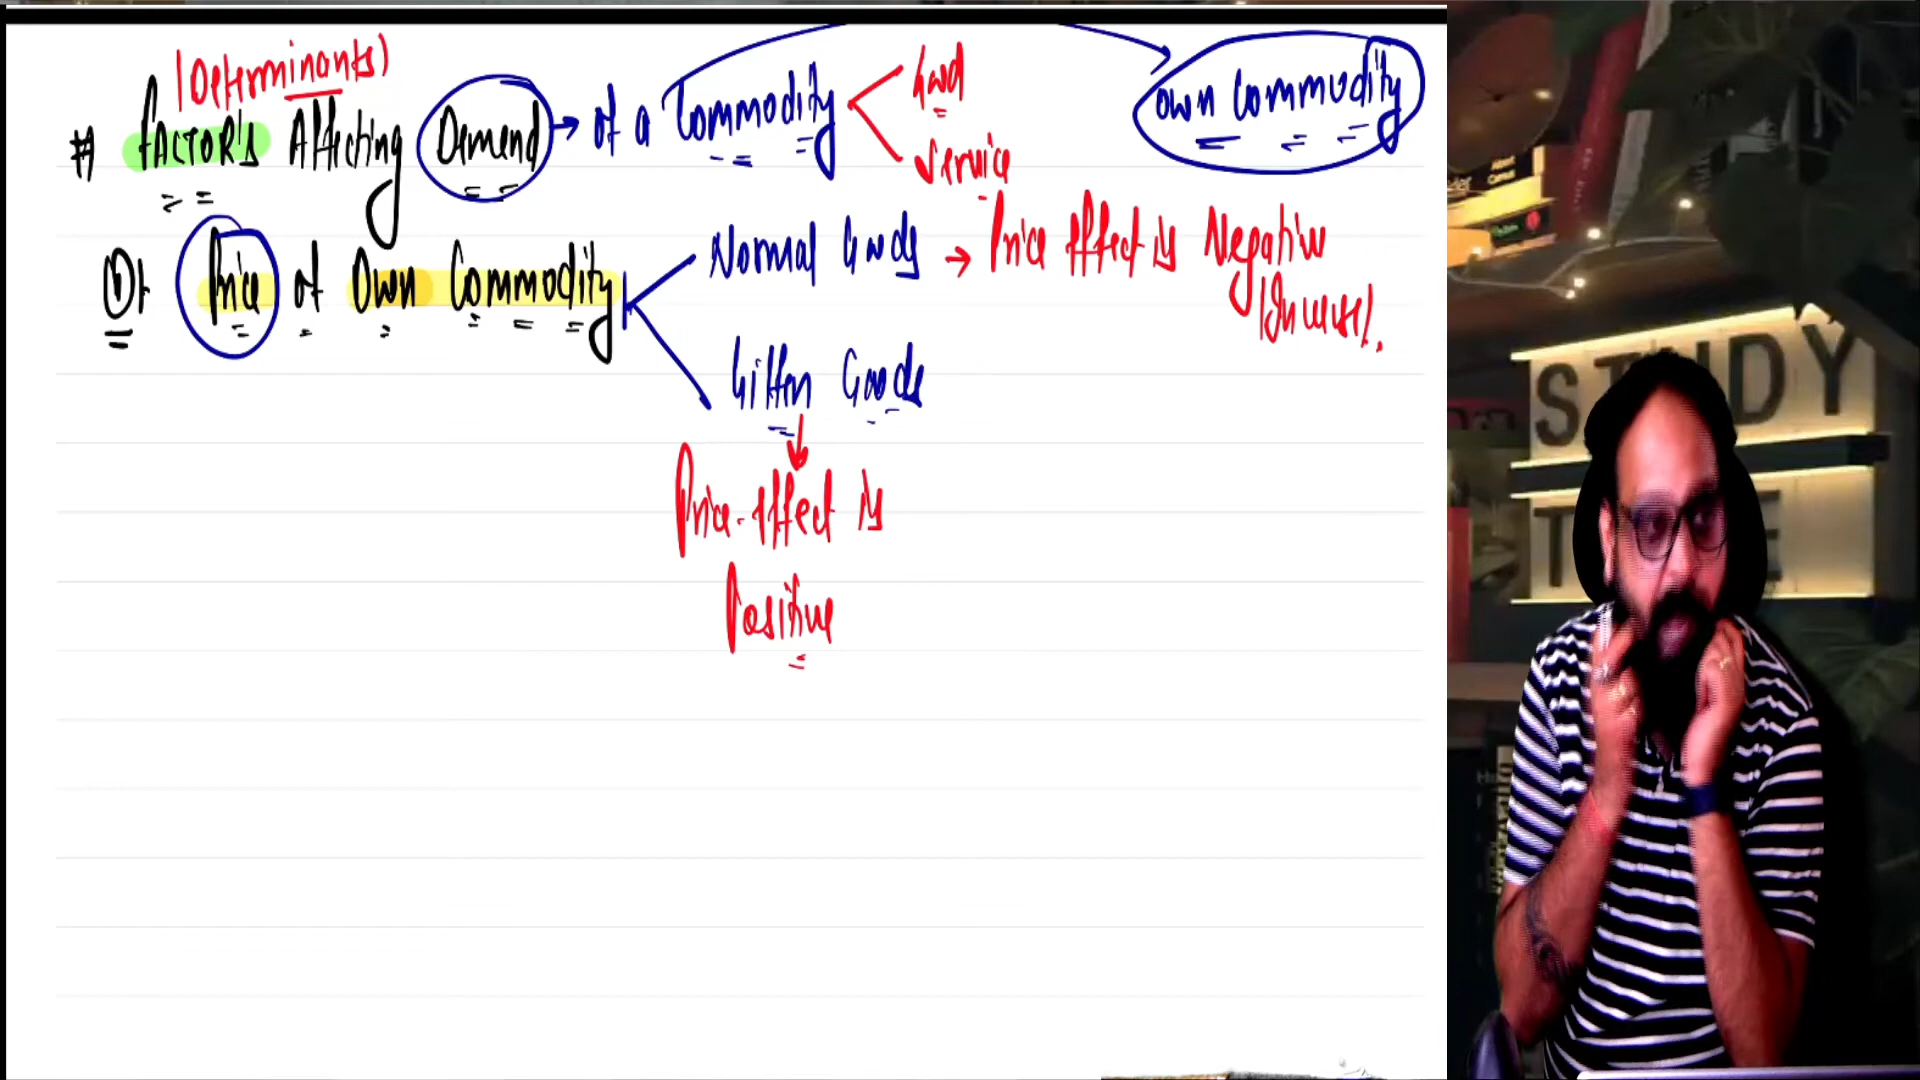 (Determinants)
# FACTOR'S Affecting Demand → of a Commodity
Good
Service
Own Commodity
① Price of Own Commodity
Normal Goods → Price effect is Negative
(Inverse).
Giffen Goods
Price-effect is
Positive
STUDY